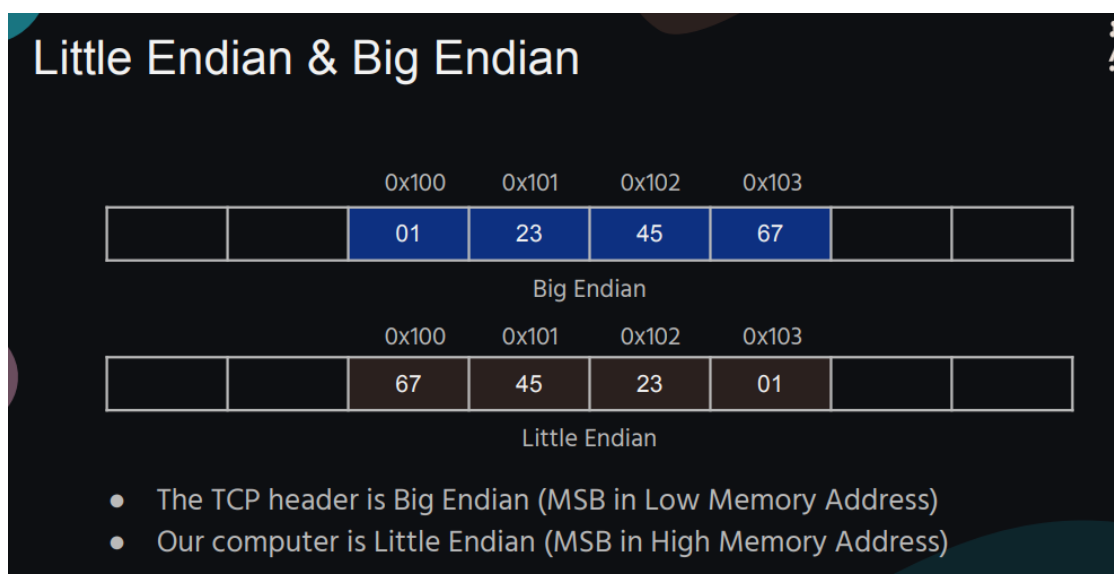 Little Endian & Big Endian
0x100 0x101 0x102 0x103
01 23 45 67
Big Endian
0x100 0x101 0x102 0x103
67 45 23 01
Little Endian
● The TCP header is Big Endian (MSB in Low Memory Address)
● Our computer is Little Endian (MSB in High Memory Address)